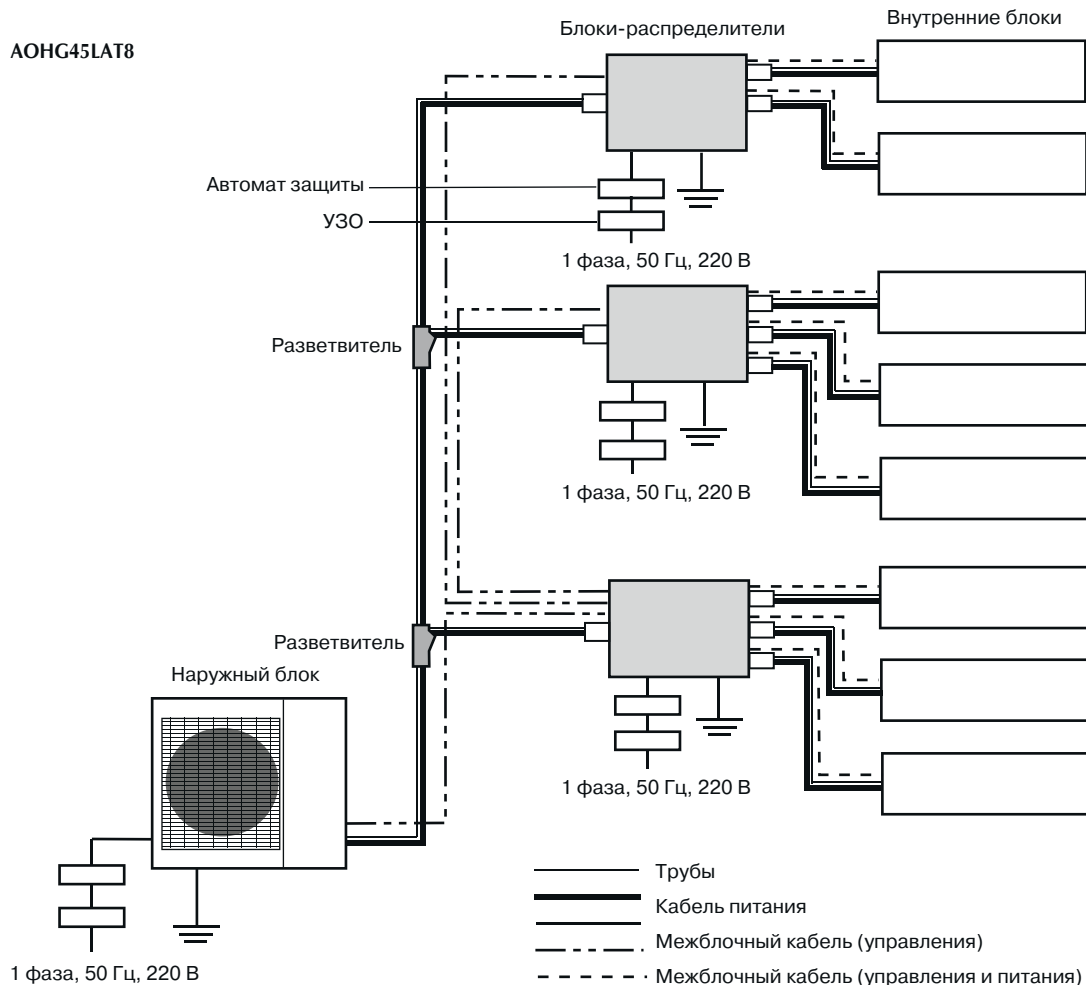 AOHG45LAT8
Блоки-распределители
Внутренние блоки
Автомат защиты
УЗО
1 фаза, 50 Гц, 220 В
Разветвитель
1 фаза, 50 Гц, 220 В
Разветвитель
Наружный блок
1 фаза, 50 Гц, 220 В
1 фаза, 50 Гц, 220 В
Трубы
Кабель питания
Межблочный кабель (управления)
Межблочный кабель (управления и питания)